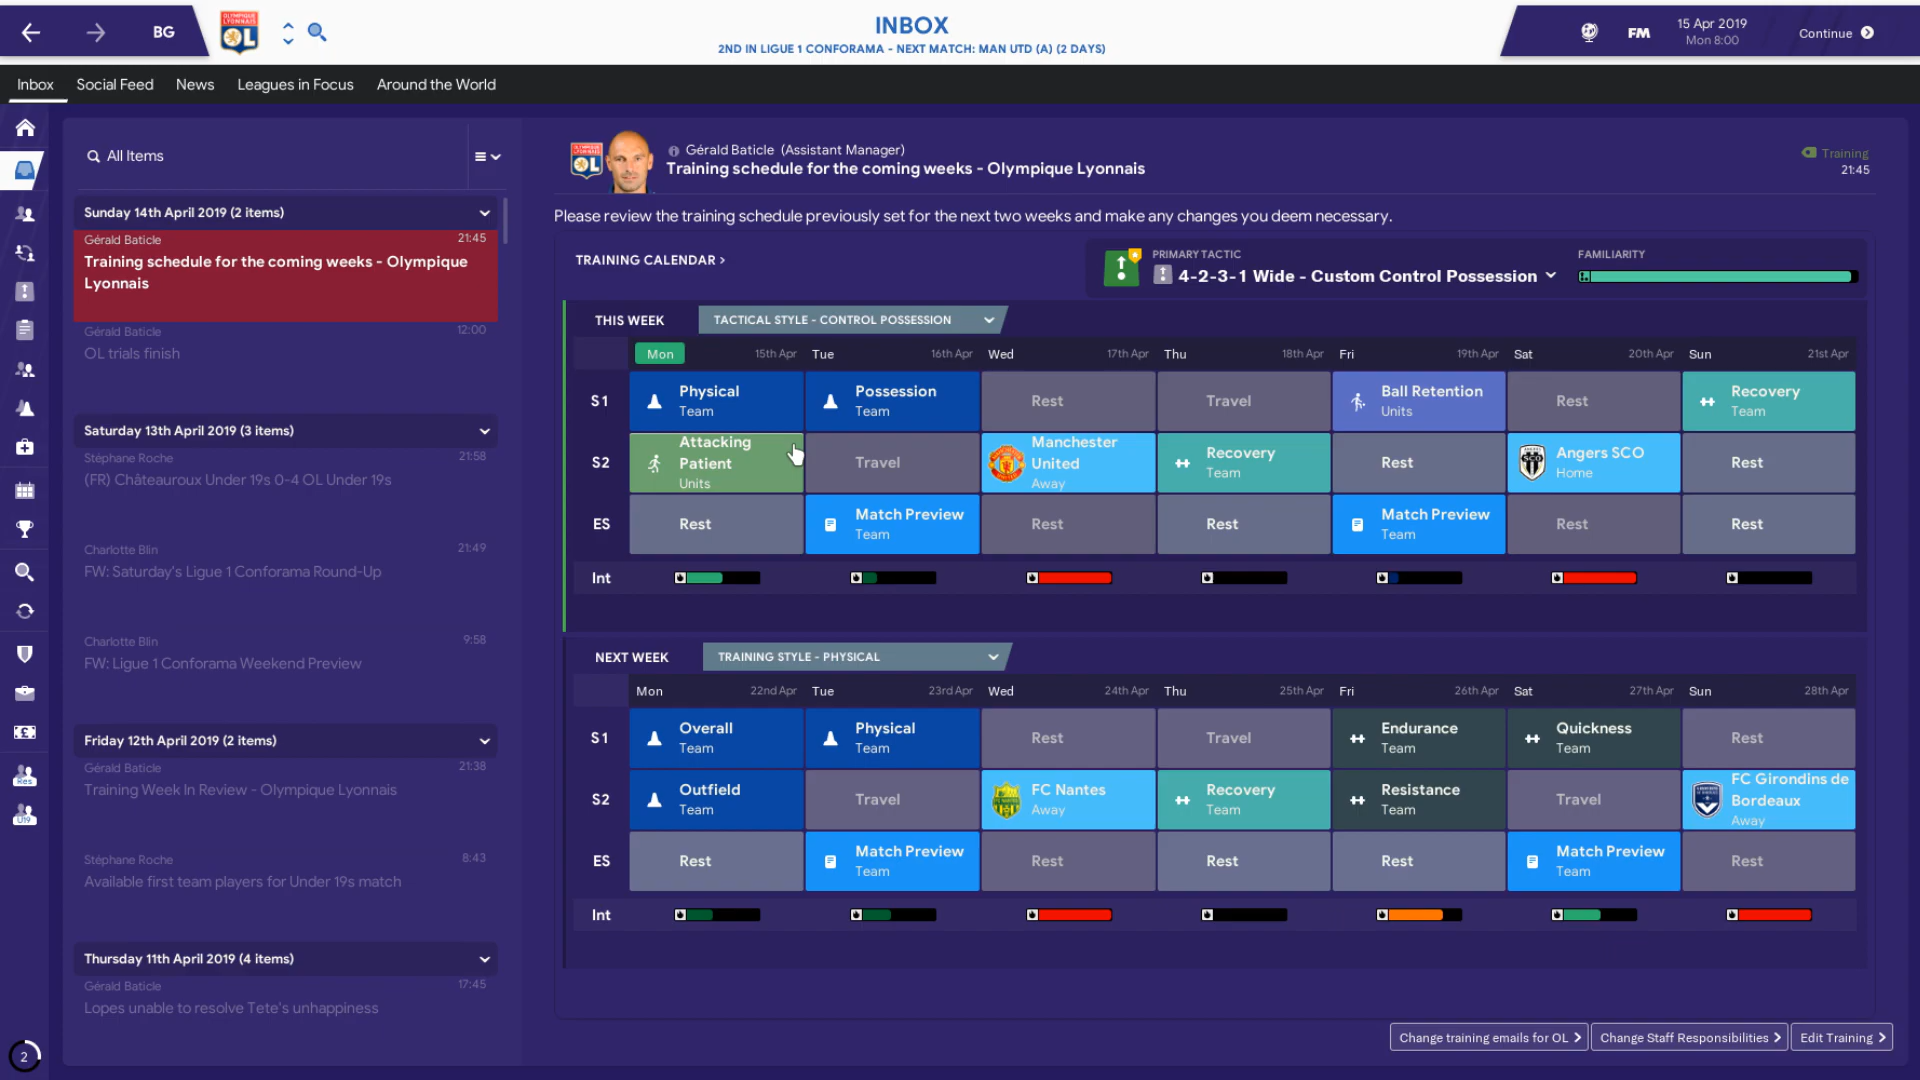 BG
INBOX
2ND IN LIGUE 1 CONFORAMA - NEXT MATCH: MAN UTD (A) (2 DAYS)
FM
15 Apr 2019
Mon 8:00
Continue
Inbox
Social Feed
News
Leagues in Focus
Around the World
All Items
Sunday 14th April 2019 (2 items)
Gérald Baticle 21:45
Training schedule for the coming weeks - Olympique
Lyonnais
Gérald Baticle 12:00
OL trials finish
Saturday 13th April 2019 (3 items)
Stéphane Roche 21:58
(FR) Châteauroux Under 19s 0-4 OL Under 19s
Charlotte Blin 21:49
FW: Saturday's Ligue 1 Conforama Round-Up
Charlotte Blin 9:58
FW: Ligue 1 Conforama Weekend Preview
Friday 12th April 2019 (2 items)
Gérald Baticle 21:38
Training Week In Review - Olympique Lyonnais
Stéphane Roche 8:43
Available first team players for Under 19s match
Thursday 11th April 2019 (4 items)
Gérald Baticle 17:45
Lopes unable to resolve Tete's unhappiness
2
Gérald Baticle (Assistant Manager)
Training schedule for the coming weeks - Olympique Lyonnais
Training
21:45
Please review the training schedule previously set for the next two weeks and make any changes you deem necessary.
TRAINING CALENDAR >
PRIMARY TACTIC
4-2-3-1 Wide - Custom Control Possession
FAMILIARITY
THIS WEEK
TACTICAL STYLE - CONTROL POSSESSION
Mon 15th Apr Tue 16th Apr Wed 17th Apr Thu 18th Apr Fri 19th Apr Sat 20th Apr Sun 21st Apr
S1
Physical
Team
Possession
Team
Rest
Travel
Ball Retention
Units
Rest
Recovery
Team
S2
Attacking
Patient
Units
Travel
Manchester
United
Away
Recovery
Team
Rest
Angers SCO
Home
Rest
ES
Rest
Match Preview
Team
Rest
Rest
Match Preview
Team
Rest
Rest
Int
NEXT WEEK
TRAINING STYLE - PHYSICAL
Mon 22nd Apr Tue 23rd Apr Wed 24th Apr Thu 25th Apr Fri 26th Apr Sat 27th Apr Sun 28th Apr
S1
Overall
Team
Physical
Team
Rest
Travel
Endurance
Team
Quickness
Team
Rest
S2
Outfield
Team
Travel
FC Nantes
Away
Recovery
Team
Resistance
Team
Travel
FC Girondins de
Bordeaux
Away
ES
Rest
Match Preview
Team
Rest
Rest
Rest
Match Preview
Team
Rest
Int
Change training emails for OL >
Change Staff Responsibilities >
Edit Training >